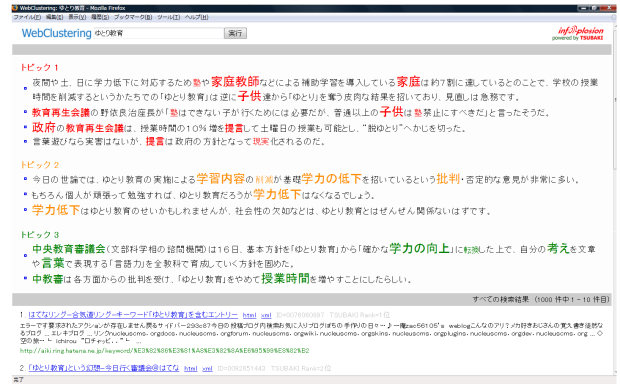 WebClustering: ゆとり教育 - Mozilla Firefox
ファイル(F) 編集(E) 表示(V) 履歴(S) ブックマーク(B) ツール(T) ヘルプ(H)
WebClustering ゆとり教育 実行
infplosion
powered by TSUBAKI
トピック 1
夜間や土、日に学力低下に対応するため塾や家庭教師などによる補助学習を導入している家庭は約7割に達しているとのことで、学校の授業
時間を削減するというかたちでの「ゆとり教育」は逆に子供達から「ゆとり」を奪う皮肉な結果を招いており、見直しは急務です。
教育再生会議の野依良治座長が「塾はできない子が行くためには必要だが、普通以上の子供は塾禁止にすべきだ」と言ったそうだ。
政府の教育再生会議は、授業時間の10%増を提言して土曜日の授業も可能とし、“脱ゆとり”へかじを切った。
言葉遊びなら実害はないが、提言は政府の方針となって現実化されるのだ。
トピック 2
今日の世論では、ゆとり教育の実施による学習内容の削減が基礎学力の低下を招いているという批判・否定的な意見が非常に多い。
もちろん個人が頑張って勉強すれば、ゆとり教育だろうが学力低下はなくなるでしょう。
学力低下はゆとり教育のせいかもしれませんが、社会性の欠如などは、ゆとり教育とはぜんぜん関係ないはずです。
トピック 3
中央教育審議会(文部科学相の諮問機関)は16日、基本方針を「ゆとり教育」から「確かな学力の向上」に転換した上で、自分の考えを文章
や言葉で表現する「言語力」を全教科で育成していく方針を固めた。
中教審は各方面からの批判を受け、「ゆとり教育」をやめて授業時間を増やすことにしたらしい。
すべての検索結果 (1000 件中 1 - 10 件目)
1. はてなリング-合気道リング-キーワード「ゆとり教育」を含むエントリー html xml TSUBAKI Rank=1位
2. 「ゆとり教育」という幻想-今日行く審議会@はてな html xml TSUBAKI Rank=2位
完了